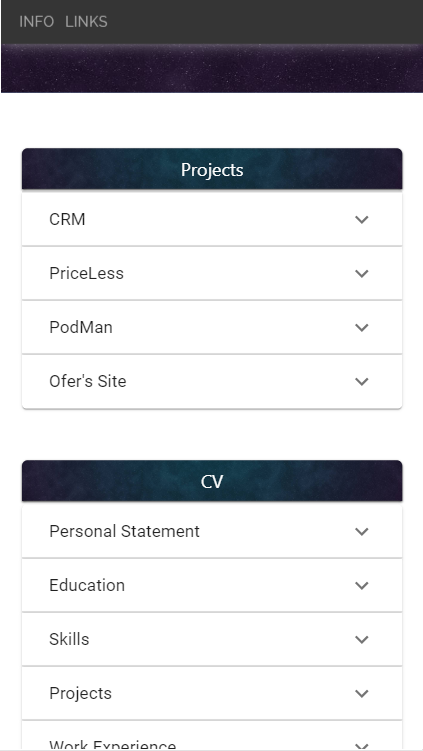 INFO LINKS
Projects
CRM
PriceLess
PodMan
Ofer's Site
CV
Personal Statement
Education
Skills
Projects
Work Experience